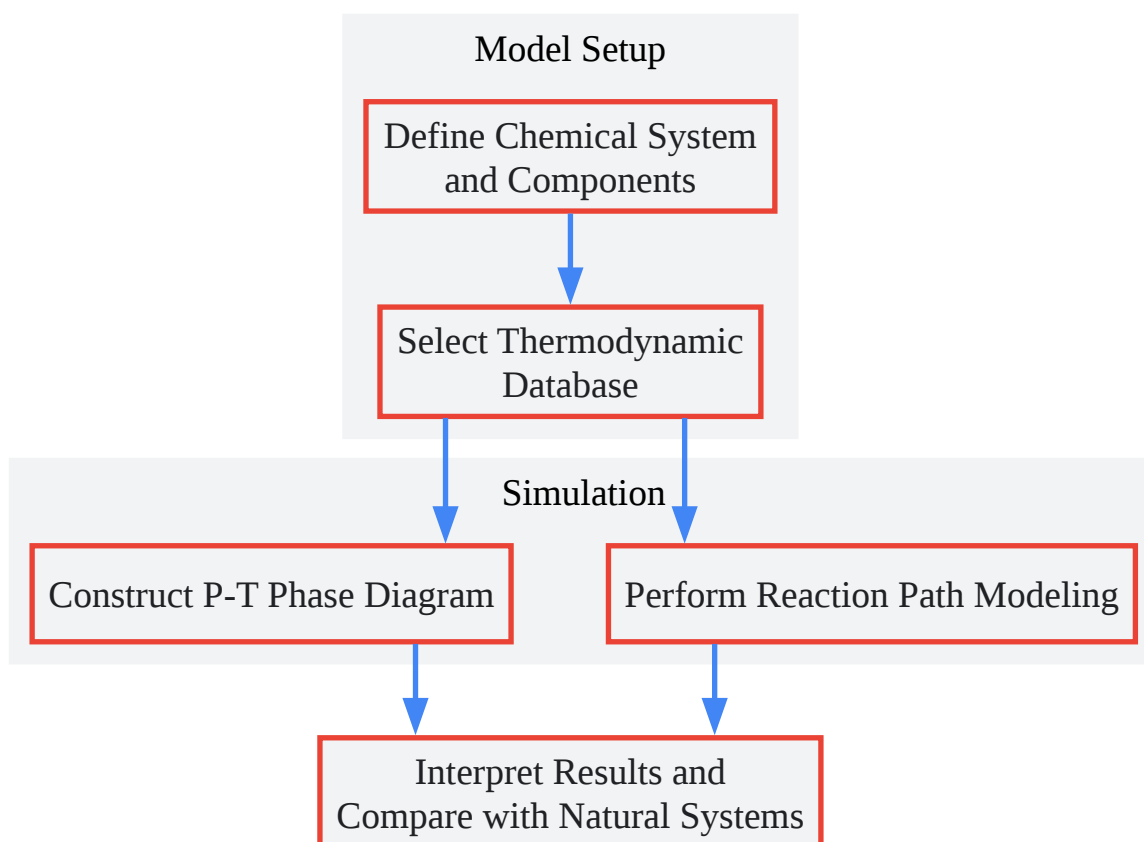 Model Setup
Define Chemical System
and Components
Select Thermodynamic
Database
Simulation
Construct P-T Phase Diagram
Perform Reaction Path Modeling
Interpret Results and
Compare with Natural Systems